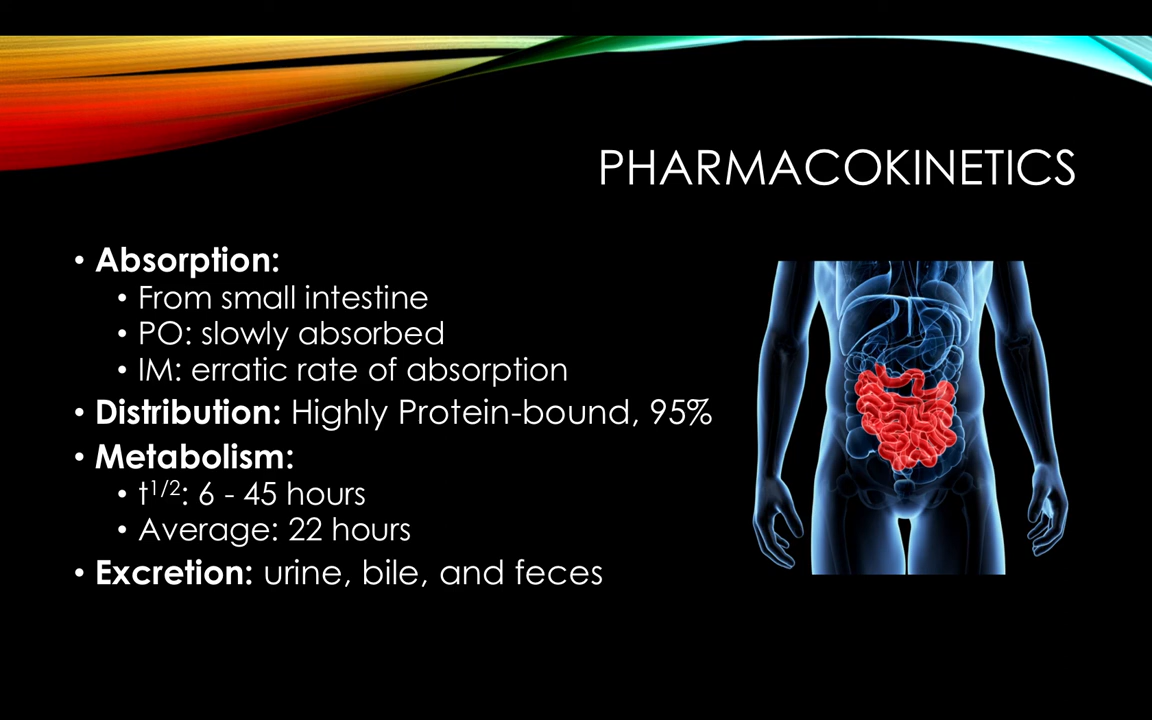 PHARMACOKINETICS
• Absorption:
• From small intestine
• PO: slowly absorbed
• IM: erratic rate of absorption
• Distribution: Highly Protein-bound, 95%
• Metabolism:
• t1/2: 6 - 45 hours
• Average: 22 hours
• Excretion: urine, bile, and feces